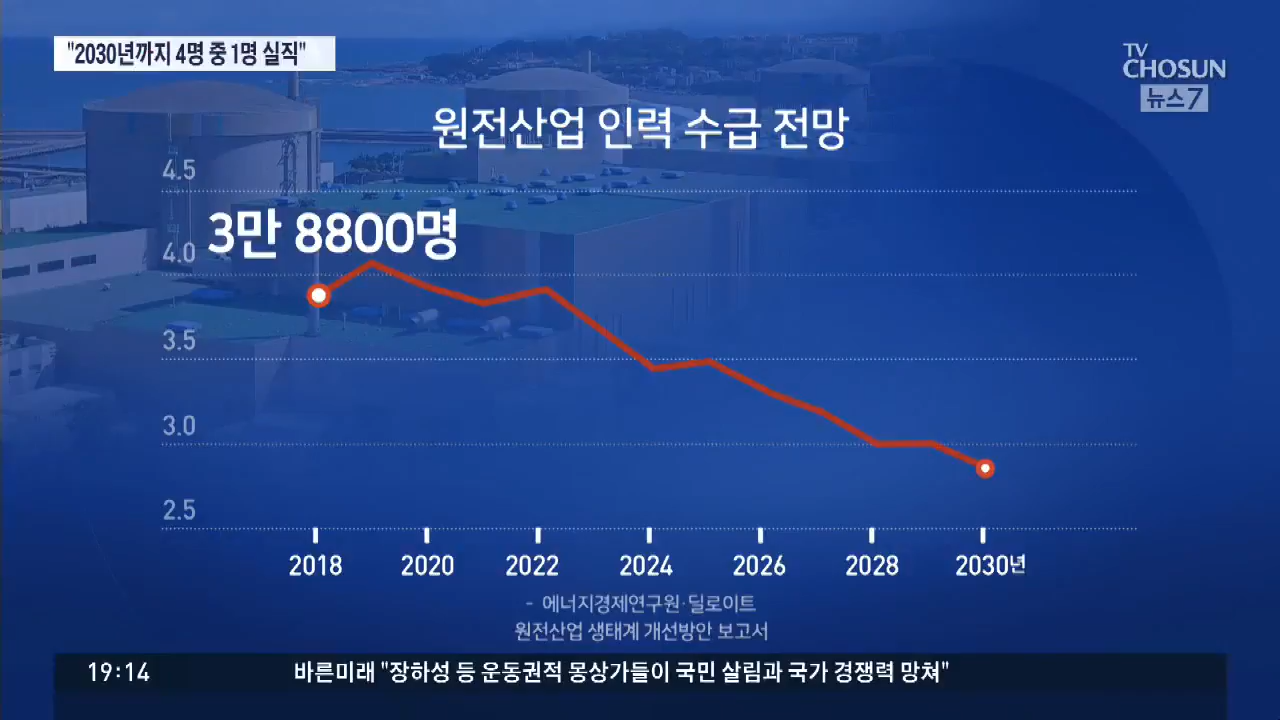 "2030년까지 4명 중 1명 실직"
TV
CHOSUN
뉴스7
원전산업 인력 수급 전망
4.5
3만 8800명
4.0
3.5
3.0
2.5
2018 2020 2022 2024 2026 2028 2030년
- 에너지경제연구원·딜로이트
원전산업 생태계 개선방안 보고서
19:14 바른미래 "장하성 등 운동권적 몽상가들이 국민 살림과 국가 경쟁력 망쳐"